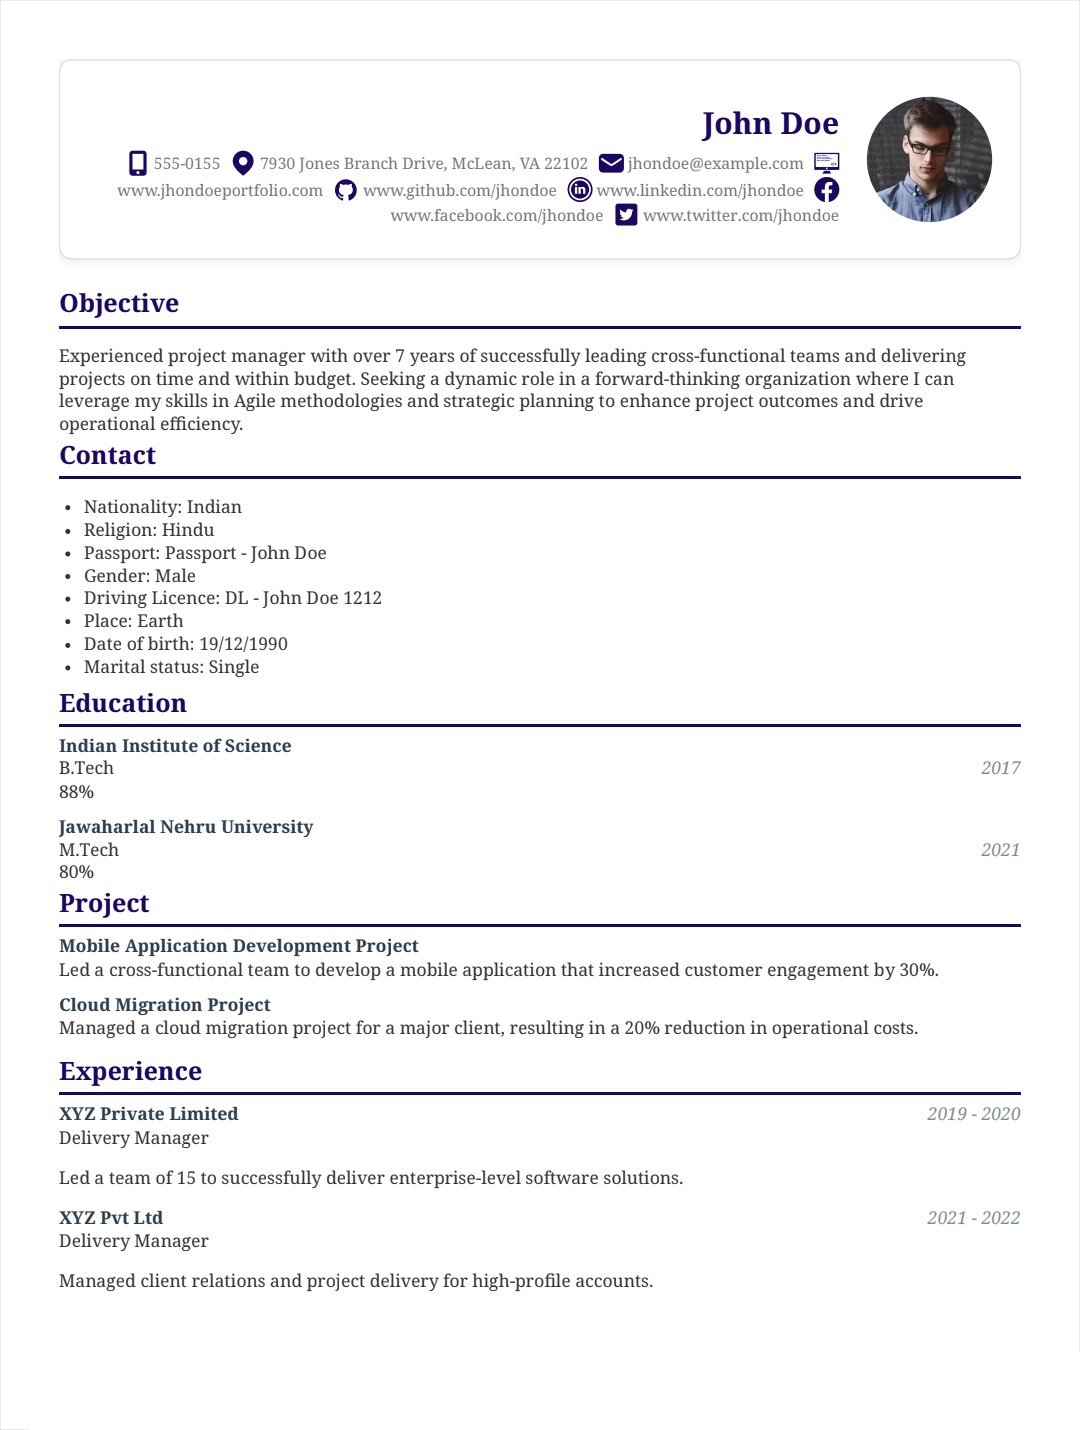 John Doe
555-0155 7930 Jones Branch Drive, McLean, VA 22102 jhondoe@example.com
www.jhondoeportfolio.com www.github.com/jhondoe www.linkedin.com/jhondoe
www.facebook.com/jhondoe www.twitter.com/jhondoe
Objective
Experienced project manager with over 7 years of successfully leading cross-functional teams and delivering
projects on time and within budget. Seeking a dynamic role in a forward-thinking organization where I can
leverage my skills in Agile methodologies and strategic planning to enhance project outcomes and drive
operational efficiency.
Contact
• Nationality: Indian
• Religion: Hindu
• Passport: Passport - John Doe
• Gender: Male
• Driving Licence: DL - John Doe 1212
• Place: Earth
• Date of birth: 19/12/1990
• Marital status: Single
Education
Indian Institute of Science
B.Tech 2017
88%
Jawaharlal Nehru University
M.Tech 2021
80%
Project
Mobile Application Development Project
Led a cross-functional team to develop a mobile application that increased customer engagement by 30%.
Cloud Migration Project
Managed a cloud migration project for a major client, resulting in a 20% reduction in operational costs.
Experience
XYZ Private Limited 2019 - 2020
Delivery Manager
Led a team of 15 to successfully deliver enterprise-level software solutions.
XYZ Pvt Ltd 2021 - 2022
Delivery Manager
Managed client relations and project delivery for high-profile accounts.